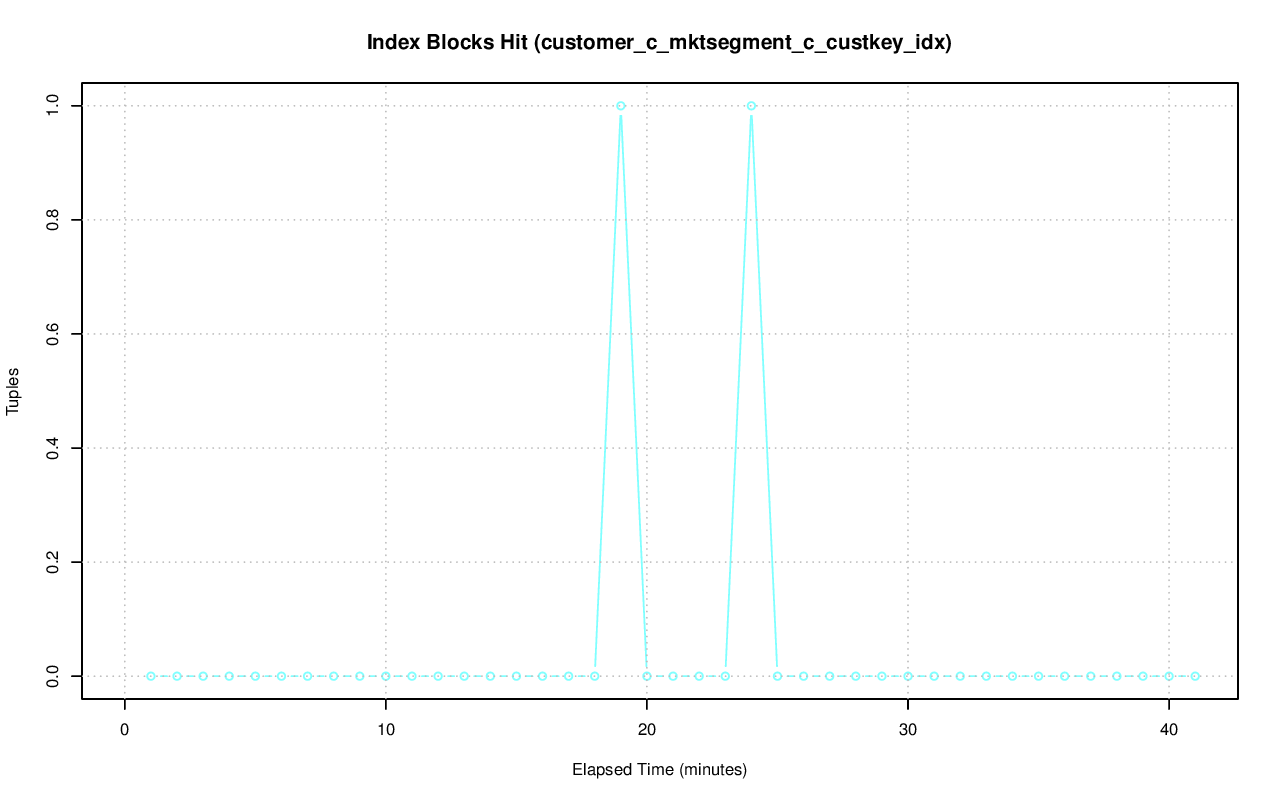 Index Blocks Hit (customer_c_mktsegment_c_custkey_idx)
1.0
0.8
0.6
0.4
0.2
0.0
Tuples
0 10 20 30 40
Elapsed Time (minutes)